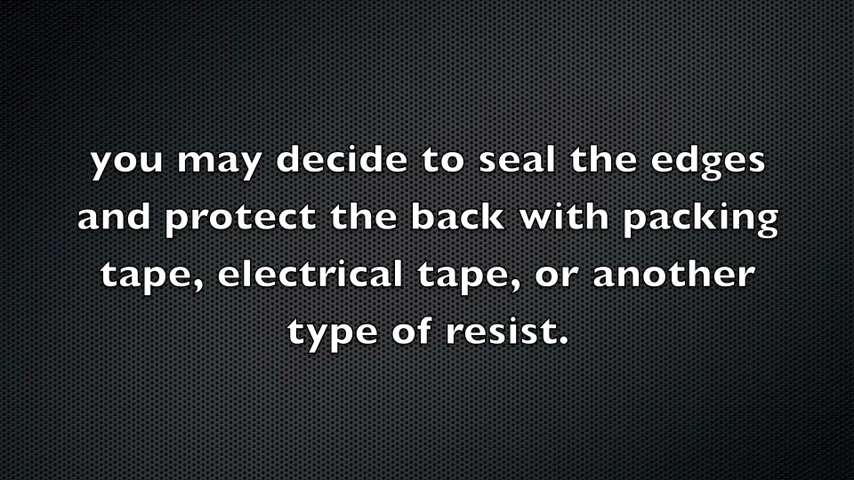 you may decide to seal the edges
and protect the back with packing
tape, electrical tape, or another
type of resist.